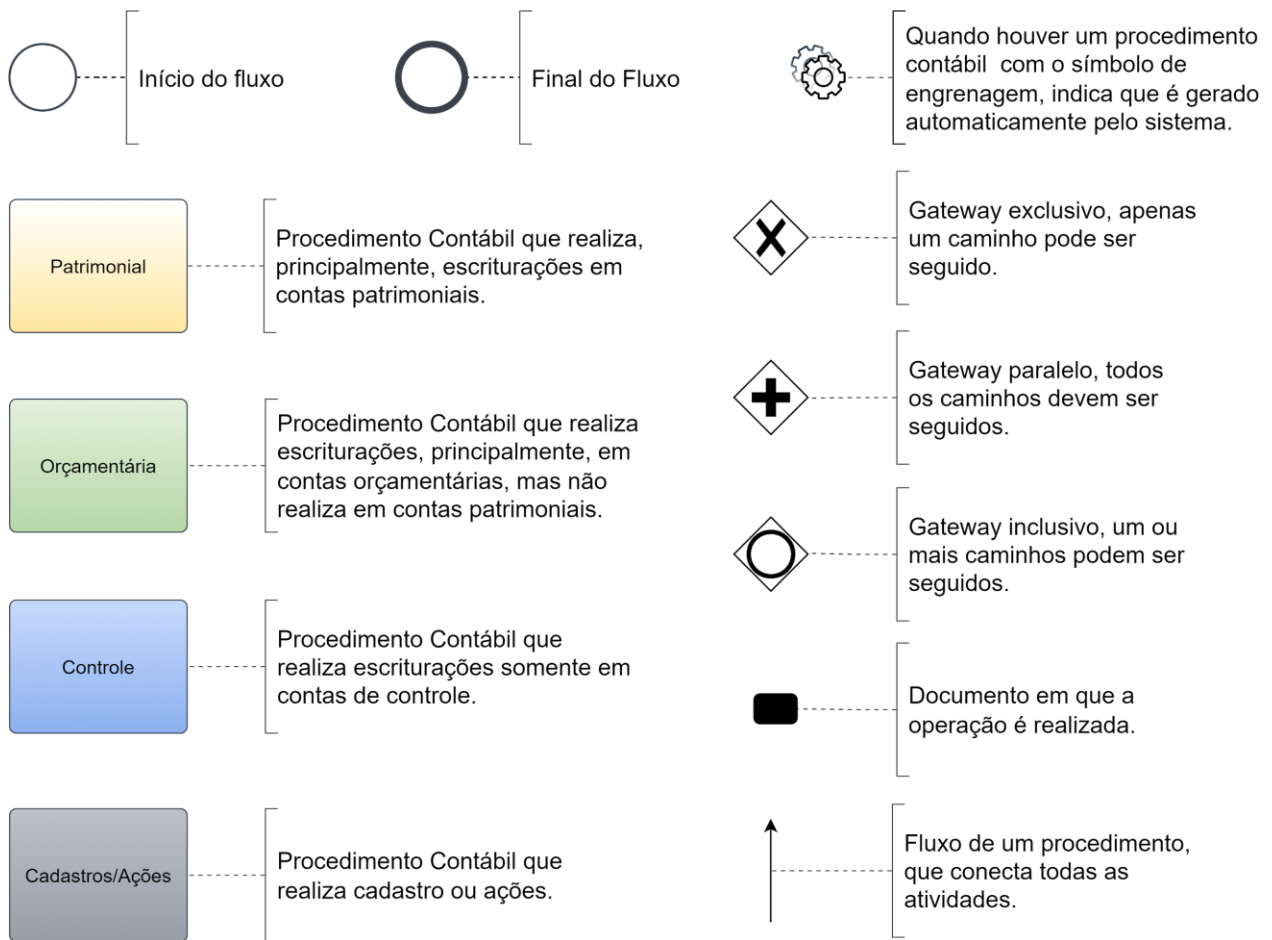 Início do fluxo
Final do Fluxo
Quando houver um procedimento
contábil com o símbolo de
engrenagem, indica que é gerado
automaticamente pelo sistema.
Patrimonial
Procedimento Contábil que realiza,
principalmente, escriturações em
contas patrimoniais.
Gateway exclusivo, apenas
um caminho pode ser
seguido.
Orçamentária
Procedimento Contábil que realiza
escriturações, principalmente, em
contas orçamentárias, mas não
realiza em contas patrimoniais.
Gateway paralelo, todos
os caminhos devem ser
seguidos.
Gateway inclusivo, um ou
mais caminhos podem ser
seguidos.
Controle
Procedimento Contábil que
realiza escriturações somente em
contas de controle.
Documento em que a
operação é realizada.
Cadastros/Ações
Procedimento Contábil que
realiza cadastro ou ações.
Fluxo de um procedimento,
que conecta todas as
atividades.